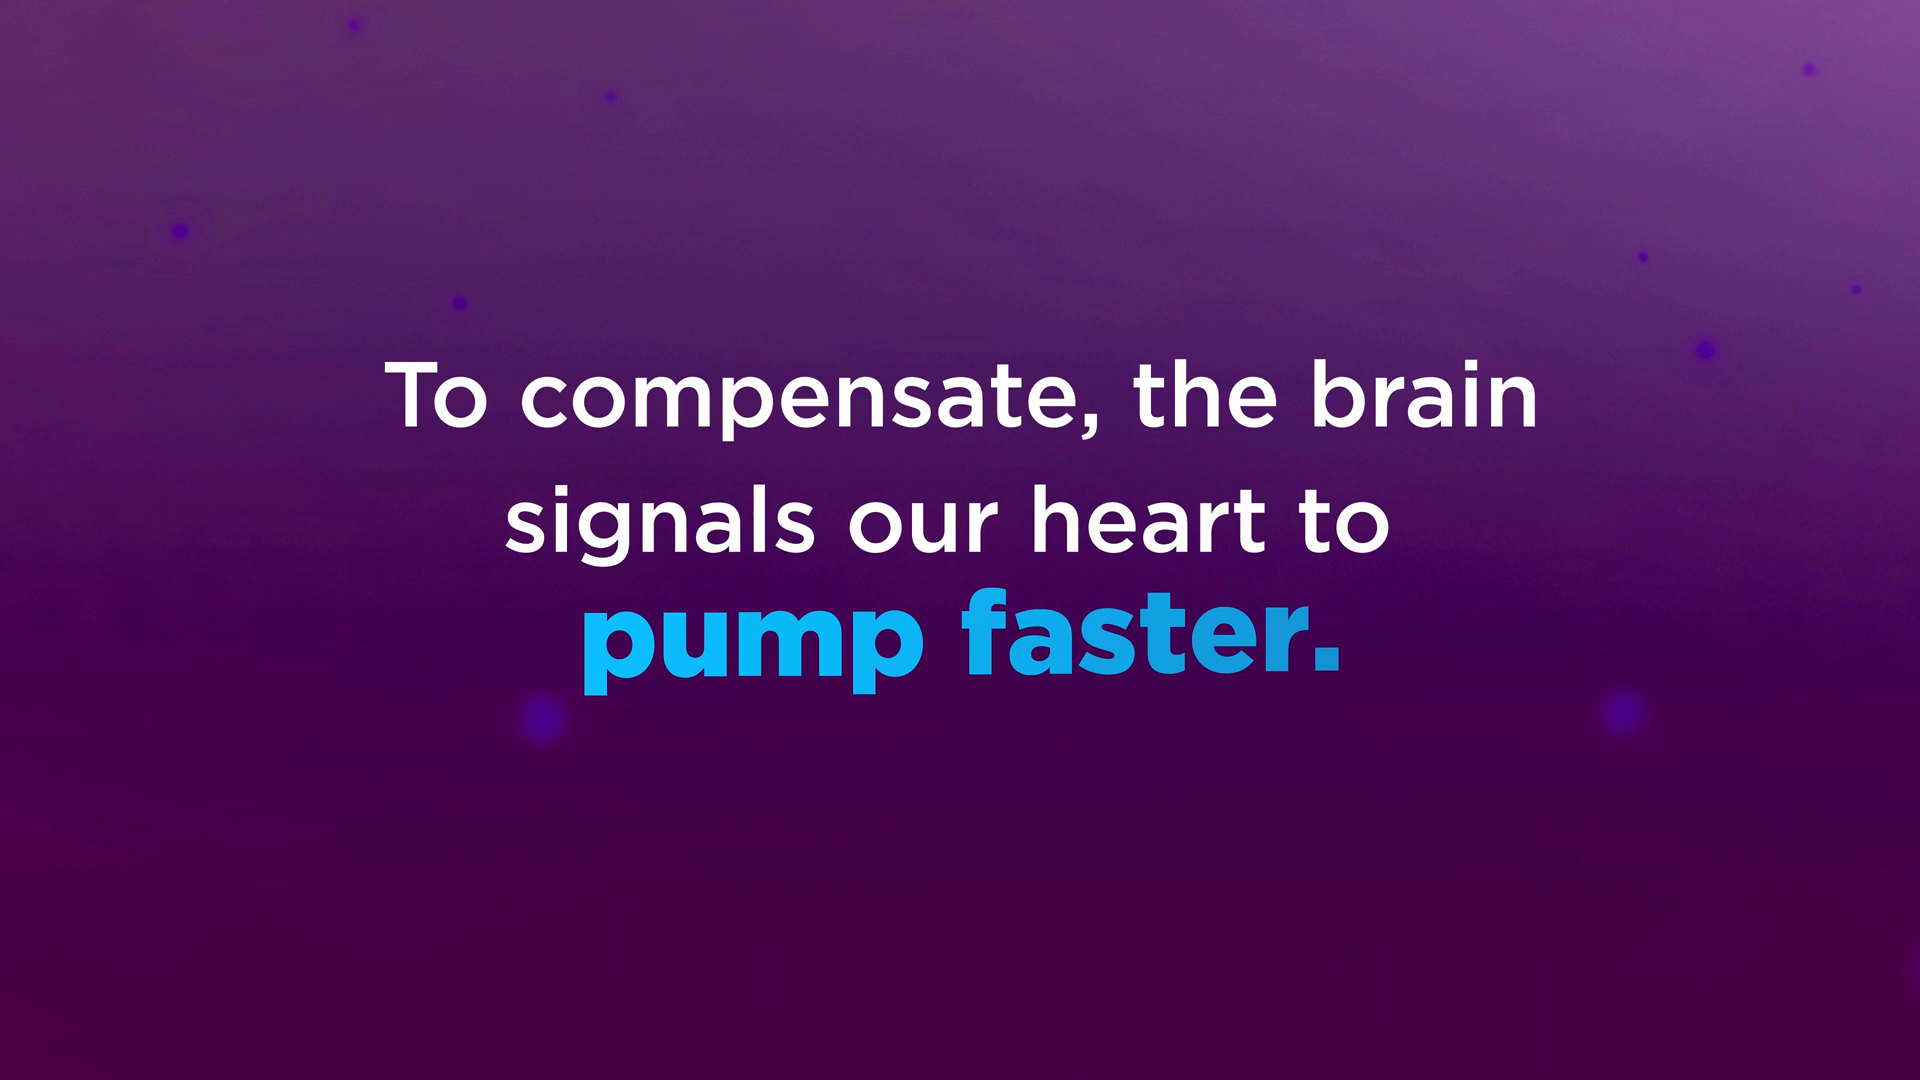 To compensate, the brain
signals our heart to
pump faster.